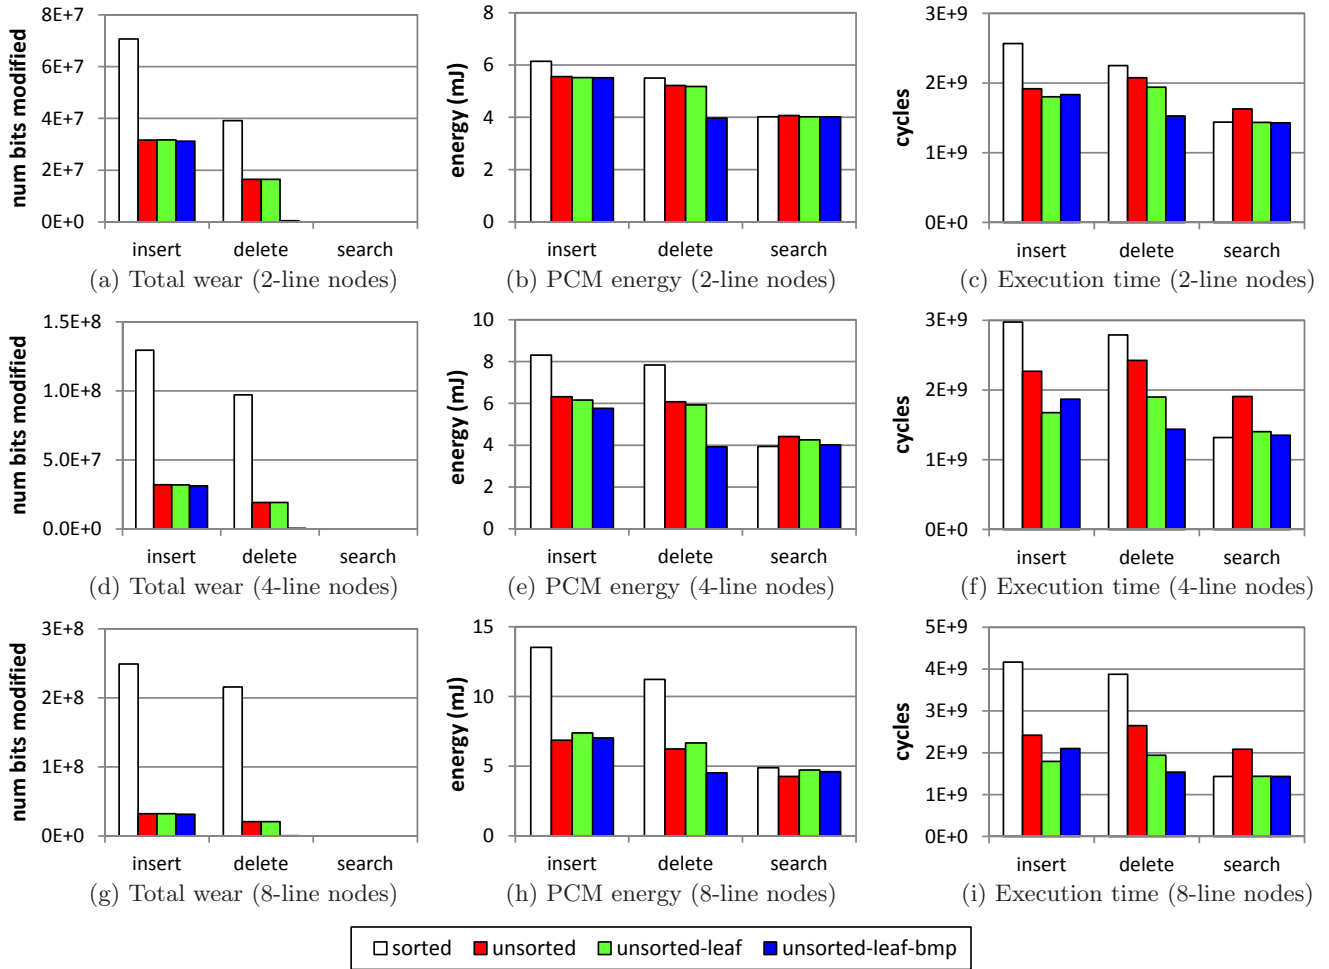 num bits modified
8E+7
6E+7
4E+7
2E+7
0E+0
insert delete search
(a) Total wear (2-line nodes)
energy (mJ)
8
6
4
2
0
insert delete search
(b) PCM energy (2-line nodes)
cycles
3E+9
2E+9
1E+9
0E+0
insert delete search
(c) Execution time (2-line nodes)
num bits modified
1.5E+8
1.0E+8
5.0E+7
0.0E+0
insert delete search
(d) Total wear (4-line nodes)
energy (mJ)
10
8
6
4
2
0
insert delete search
(e) PCM energy (4-line nodes)
cycles
3E+9
2E+9
1E+9
0E+0
insert delete search
(f) Execution time (4-line nodes)
num bits modified
3E+8
2E+8
1E+8
0E+0
insert delete search
(g) Total wear (8-line nodes)
energy (mJ)
15
10
5
0
insert delete search
(h) PCM energy (8-line nodes)
cycles
5E+9
4E+9
3E+9
2E+9
1E+9
0E+0
insert delete search
(i) Execution time (8-line nodes)
sorted unsorted unsorted-leaf unsorted-leaf-bmp